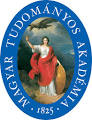 MAGYAR TUDOMÁNYOS AKADÉMIA
· 1825 ·